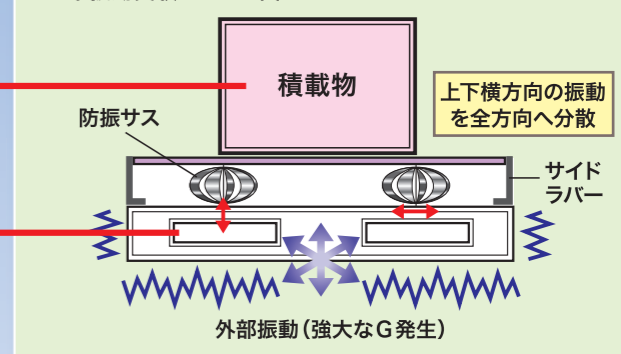 積載物
上下横方向の振動
を全方向へ分散
防振サス
サイド
ラバー
外部振動（強大なG発生）